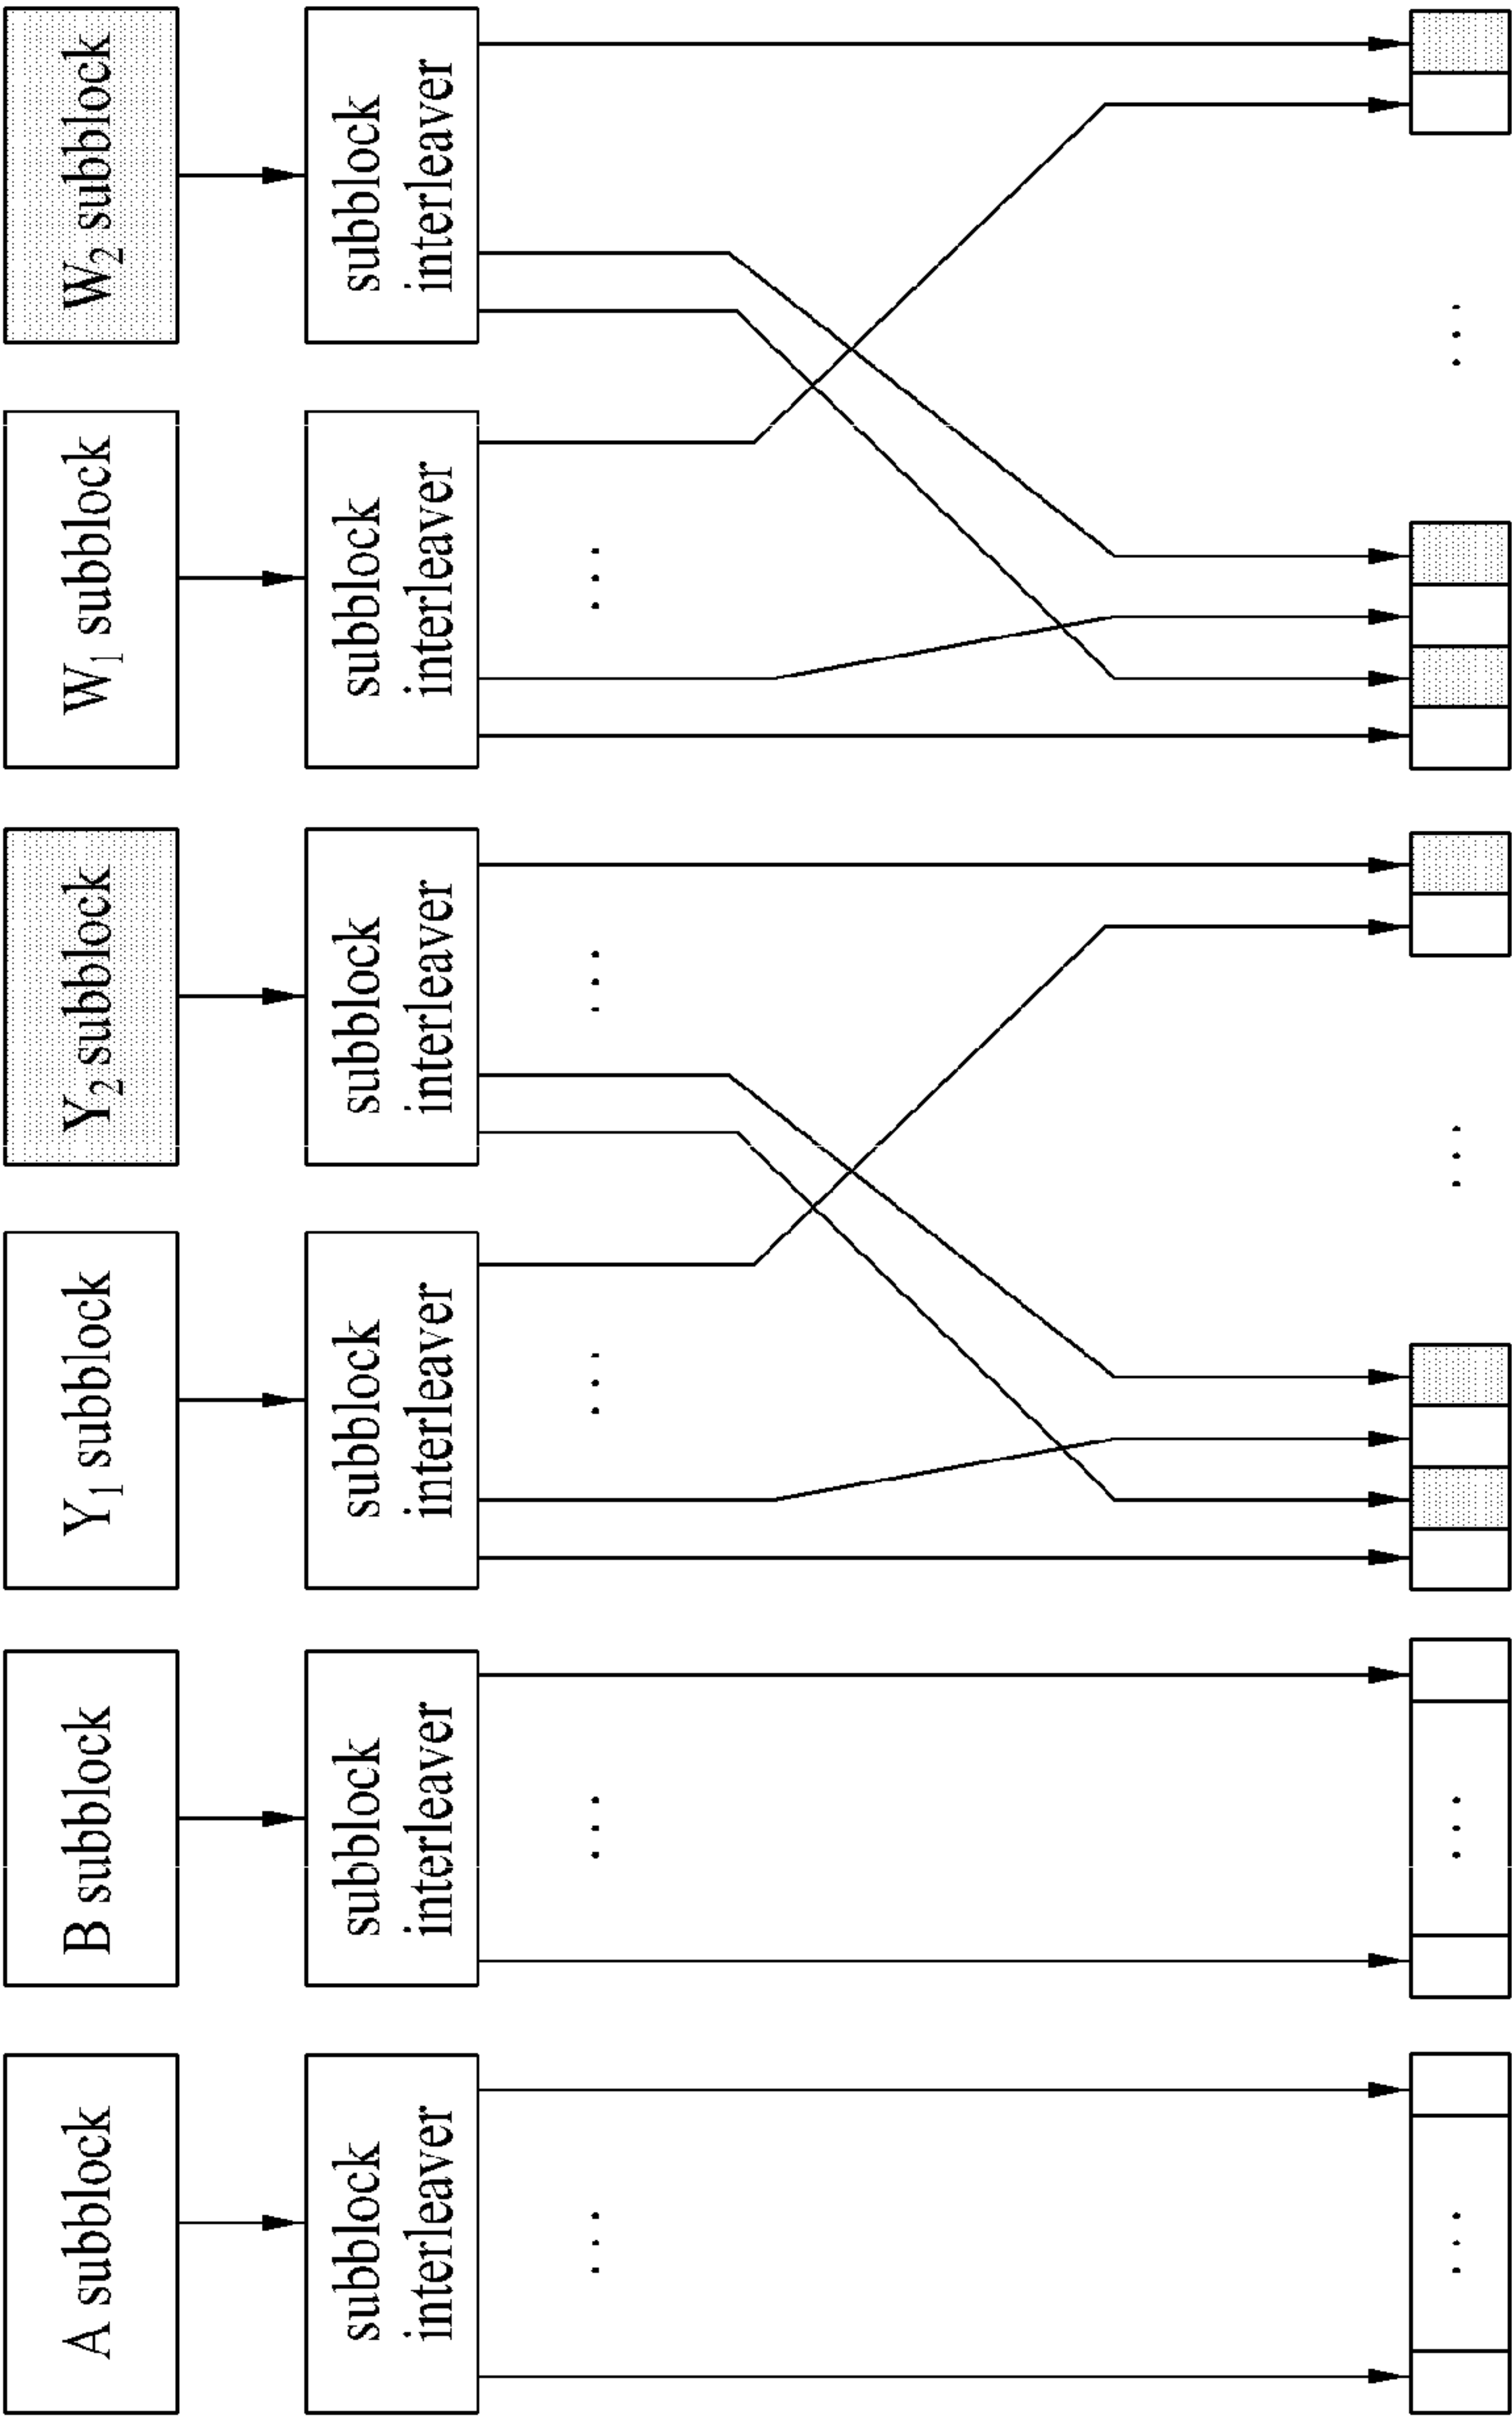 A subblock
B subblock
Y1 subblock
Y2 subblock
W1 subblock
W2 subblock
subblock
interleaver
subblock
interleaver
subblock
interleaver
subblock
interleaver
subblock
interleaver
subblock
interleaver